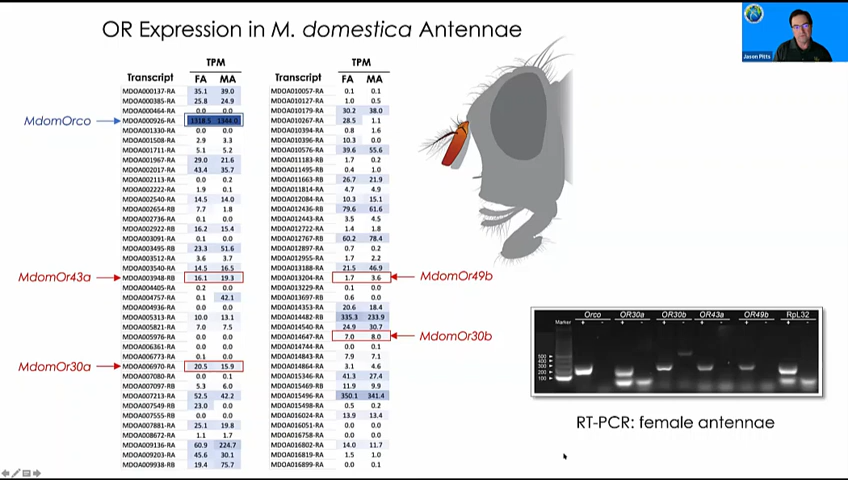 OR Expression in M. domestica Antennae
Jason Pitts
TPM
Transcript FA MA
MDOA000137-RA 35.1 39.0
MDOA000385-RA 25.8 24.9
MDOA000464-RA 0.0 0.0
MdomOrco
MDOA000926-RA 1318.5 1344.0
MDOA001330-RA 0.0 0.0
MDOA001508-RA 2.9 3.3
MDOA001711-RA 5.1 5.2
MDOA001967-RA 29.0 21.6
MDOA002017-RA 43.4 35.7
MDOA002113-RA 0.0 0.2
MDOA002222-RA 1.9 0.1
MDOA002540-RA 14.5 14.0
MDOA002654-RA 7.7 1.8
MDOA002736-RA 0.1 0.0
MDOA002922-RB 16.2 15.4
MDOA003091-RA 0.1 0.0
MDOA003495-RB 23.3 51.6
MDOA003512-RA 3.6 3.7
MDOA003540-RA 14.5 16.5
MdomOr43a
MDOA003948-RA 16.1 19.3
MDOA004405-RA 0.2 0.0
MDOA004757-RA 0.1 42.1
MDOA004936-RA 0.0 0.0
MDOA005313-RA 10.0 13.1
MDOA005821-RA 7.0 7.5
MDOA005976-RA 0.0 0.0
MDOA006361-RA 0.0 0.0
MDOA006773-RA 0.1 0.0
MdomOr30a
MDOA006970-RA 20.5 15.9
MDOA007080-RA 0.0 0.1
MDOA007097-RB 5.3 6.0
MDOA007213-RA 52.5 42.2
MDOA007549-RB 23.0 0.0
MDOA007555-RB 0.0 0.0
MDOA007881-RA 25.1 19.8
MDOA008672-RA 1.1 1.7
MDOA009136-RA 60.9 224.7
MDOA009203-RA 45.6 30.1
MDOA009938-RB 19.4 75.7
TPM
Transcript FA MA
MDOA010057-RA 0.1 0.1
MDOA010127-RA 1.0 0.5
MDOA010179-RA 30.2 38.0
MDOA010267-RA 28.5 1.1
MDOA010394-RA 0.8 1.6
MDOA010396-RA 10.3 0.0
MDOA010576-RA 39.6 55.6
MDOA011183-RB 1.7 0.2
MDOA011495-RB 0.4 1.0
MDOA011663-RB 26.7 21.9
MDOA011814-RA 4.7 4.9
MDOA012084-RA 10.3 15.1
MDOA012436-RB 79.6 61.6
MDOA012443-RA 3.5 4.5
MDOA012722-RA 1.4 1.8
MDOA012767-RB 60.2 78.4
MDOA012897-RA 0.7 0.2
MDOA012955-RA 1.7 2.2
MDOA013188-RA 21.5 46.9
MDOA013204-RA 1.7 3.6
MdomOr49b
MDOA013229-RA 0.1 0.0
MDOA013697-RA 0.6 0.0
MDOA014353-RA 20.6 18.4
MDOA014482-RB 335.3 233.9
MDOA014540-RA 24.9 30.7
MDOA014647-RA 7.0 8.0
MdomOr30b
MDOA014744-RA 0.0 0.1
MDOA014843-RA 7.9 7.1
MDOA014864-RA 3.1 4.6
MDOA015346-RA 41.3 27.4
MDOA015469-RB 11.9 9.9
MDOA015496-RA 350.1 341.4
MDOA015498-RA 0.5 0.2
MDOA016024-RA 13.9 13.4
MDOA016051-RA 0.0 0.0
MDOA016758-RA 0.0 0.0
MDOA016802-RA 14.0 11.7
MDOA016819-RA 1.5 1.0
MDOA016899-RA 0.0 0.1
Orco OR30a OR30b OR43a OR49b RpL32
Marker + - + - + - + - + - + -
500
400
300
200
100
RT-PCR: female antennae